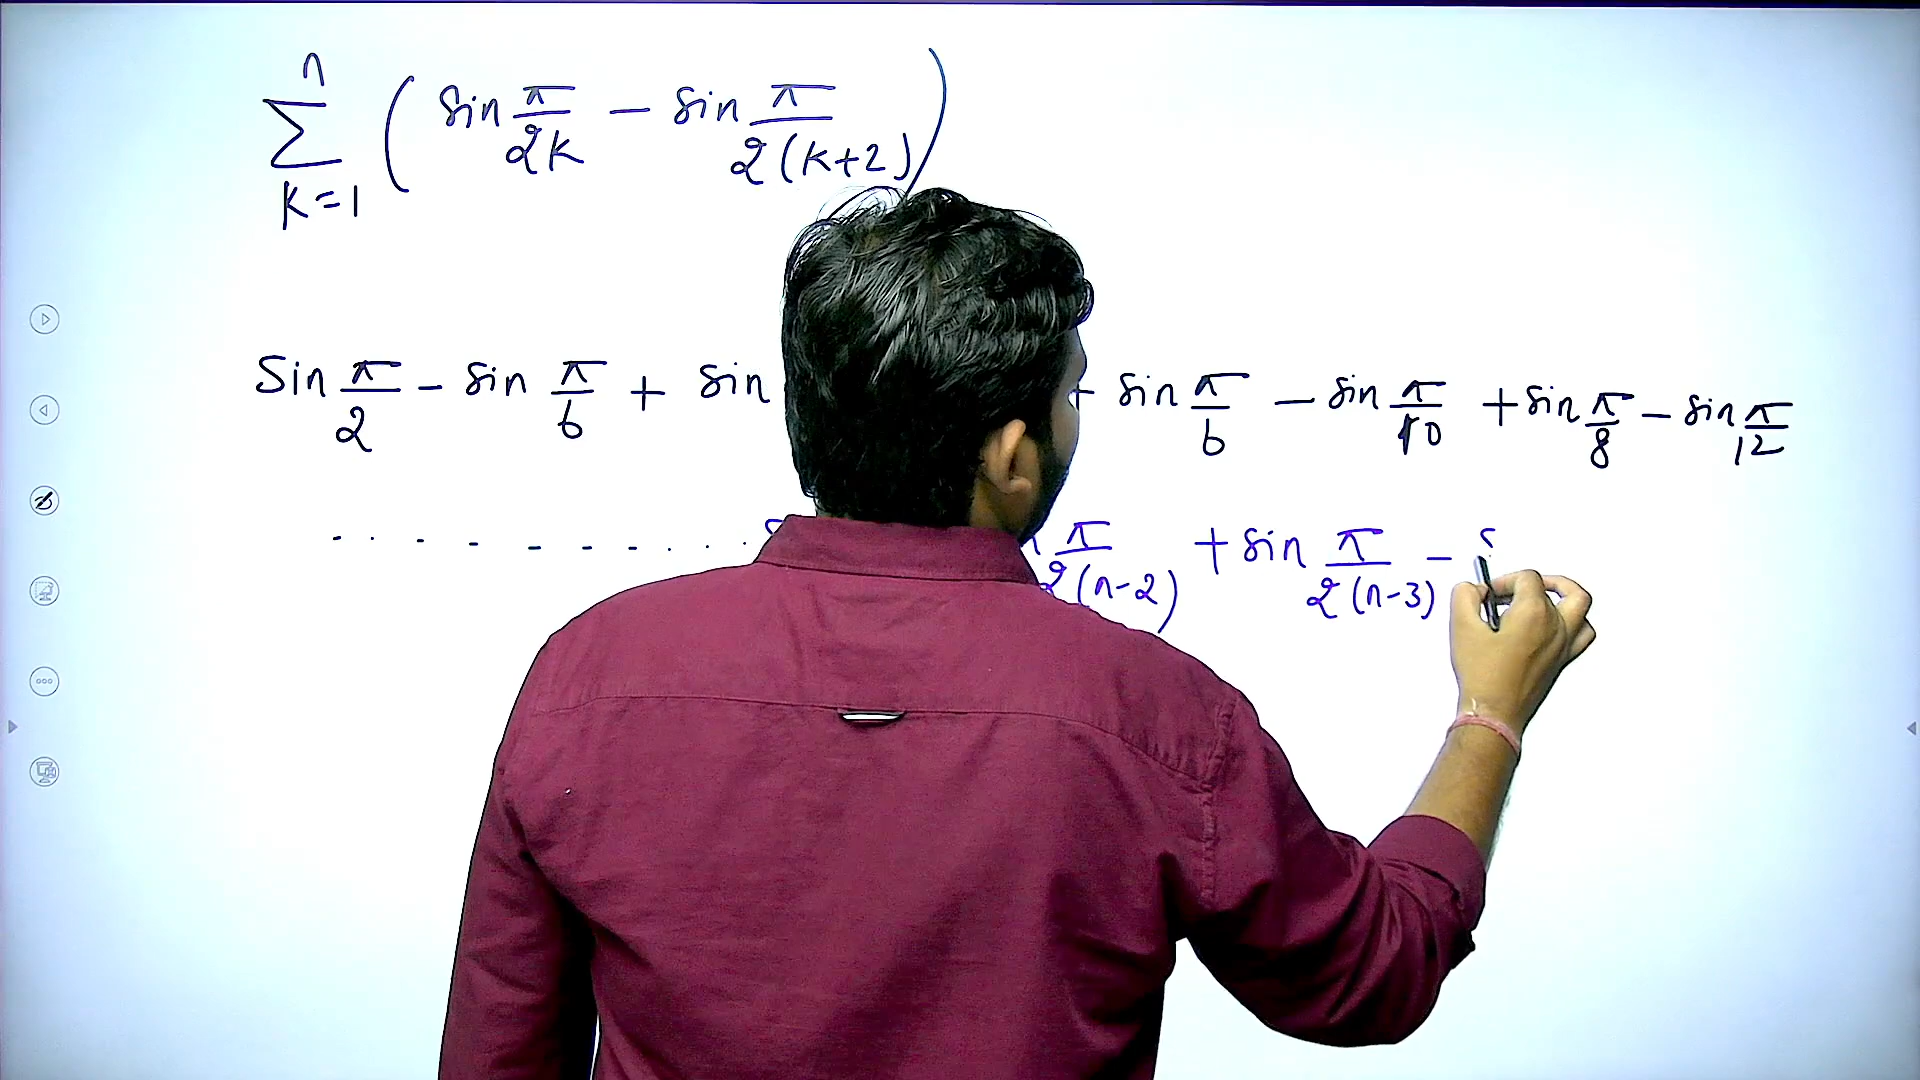 n
∑ ( sin π/2k − sin π/2(k+2) )
k=1
Sin π/2 − sin π/6 + sin + sin π/6 − sin π/10 + sin π/8 − sin π/12
. . . . . . . . . . π/2(n-2) + sin π/2(n-3) −